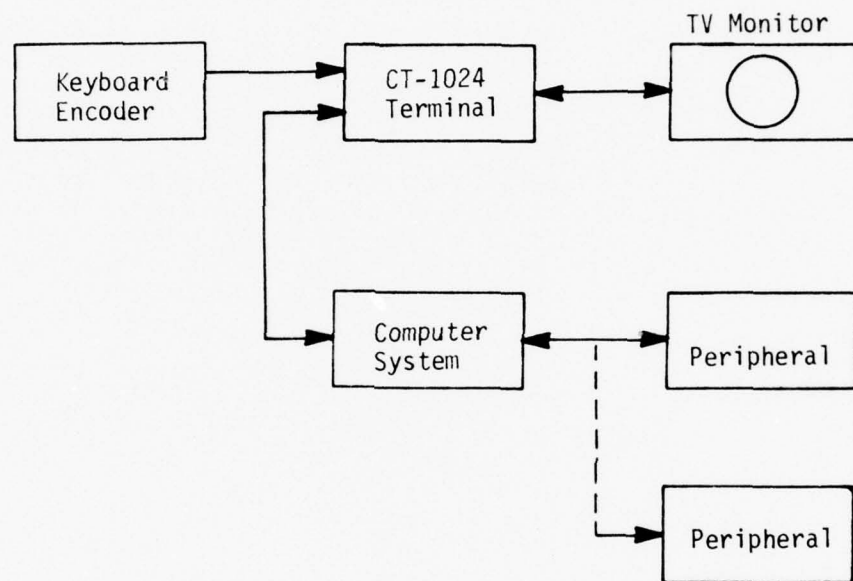 TV Monitor
Keyboard
Encoder
CT-1024
Terminal
Computer
System
Peripheral
Peripheral